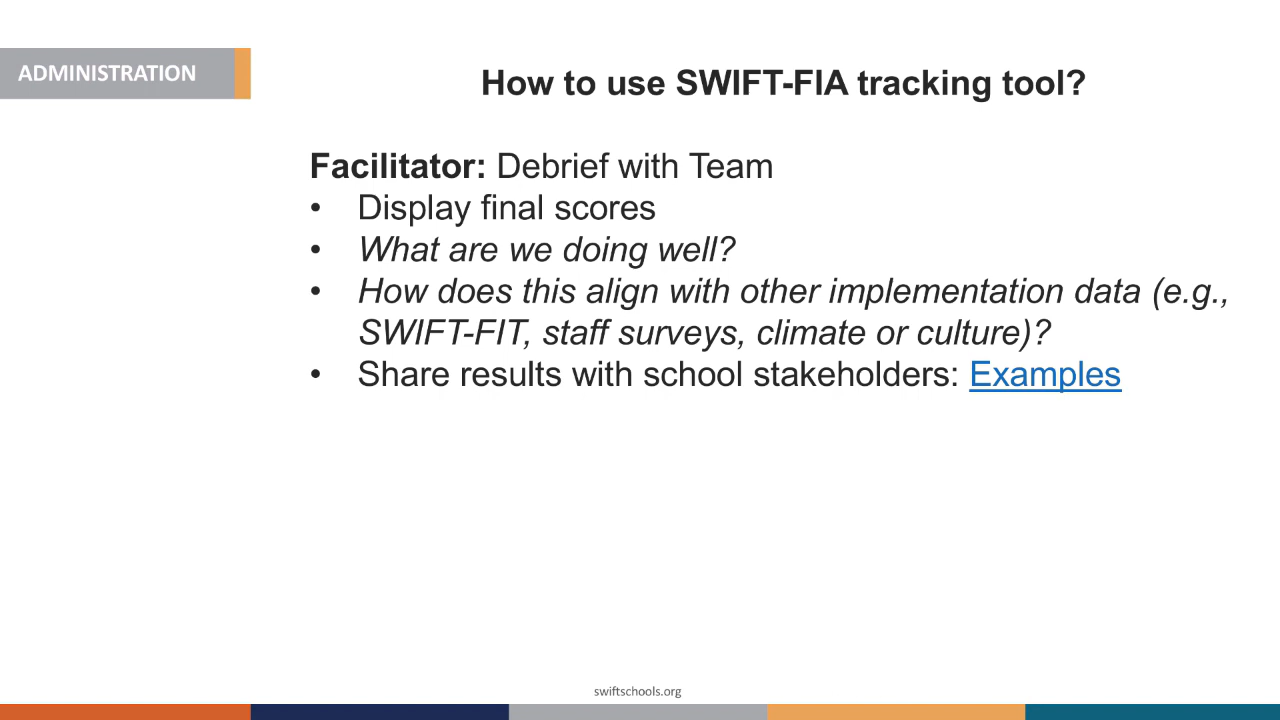 ADMINISTRATION
How to use SWIFT-FIA tracking tool?
Facilitator: Debrief with Team
• Display final scores
• What are we doing well?
• How does this align with other implementation data (e.g.,
SWIFT-FIT, staff surveys, climate or culture)?
• Share results with school stakeholders: Examples
swiftschools.org